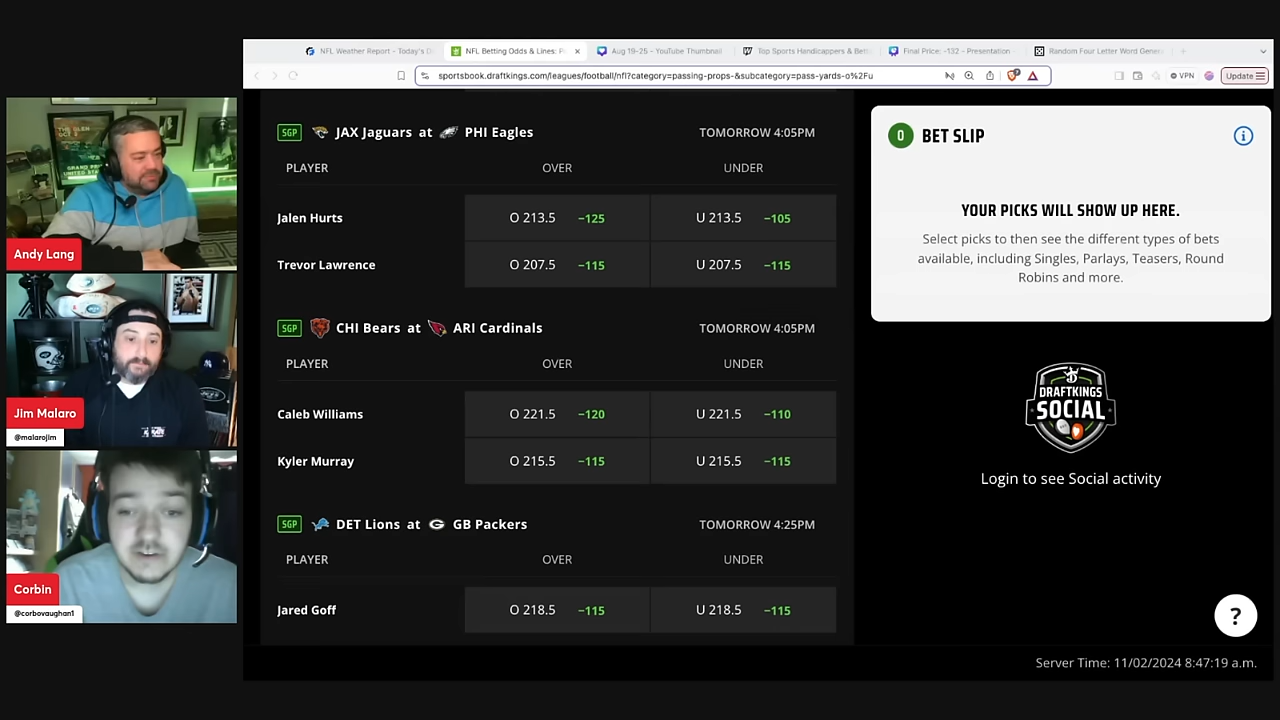 NFL Weather Report - Today's D
NFL Betting Odds & Lines: P
Aug 19-25 - YouTube Thumbnail
Top Sports Handicappers & Bett
Final Price: -132 - Presentation
Random Four Letter Word Gene
sportsbook.draftkings.com/leagues/football/nfl?category=passing-props-&subcategory=pass-yards-o%2Fu
VPN
Update
SGP JAX Jaguars at PHI Eagles TOMORROW 4:05PM
PLAYER OVER UNDER
Jalen Hurts O 213.5 −125 U 213.5 −105
Trevor Lawrence O 207.5 −115 U 207.5 −115
SGP CHI Bears at ARI Cardinals TOMORROW 4:05PM
PLAYER OVER UNDER
Caleb Williams O 221.5 −120 U 221.5 −110
Kyler Murray O 215.5 −115 U 215.5 −115
SGP DET Lions at GB Packers TOMORROW 4:25PM
PLAYER OVER UNDER
Jared Goff O 218.5 −115 U 218.5 −115
0 BET SLIP
YOUR PICKS WILL SHOW UP HERE.
Select picks to then see the different types of bets
available, including Singles, Parlays, Teasers, Round
Robins and more.
DRAFTKINGS
SOCIAL
Login to see Social activity
?
Server Time: 11/02/2024 8:47:19 a.m.
Andy Lang
Jim Malaro
@malarojim
Corbin
@corbovaughan1